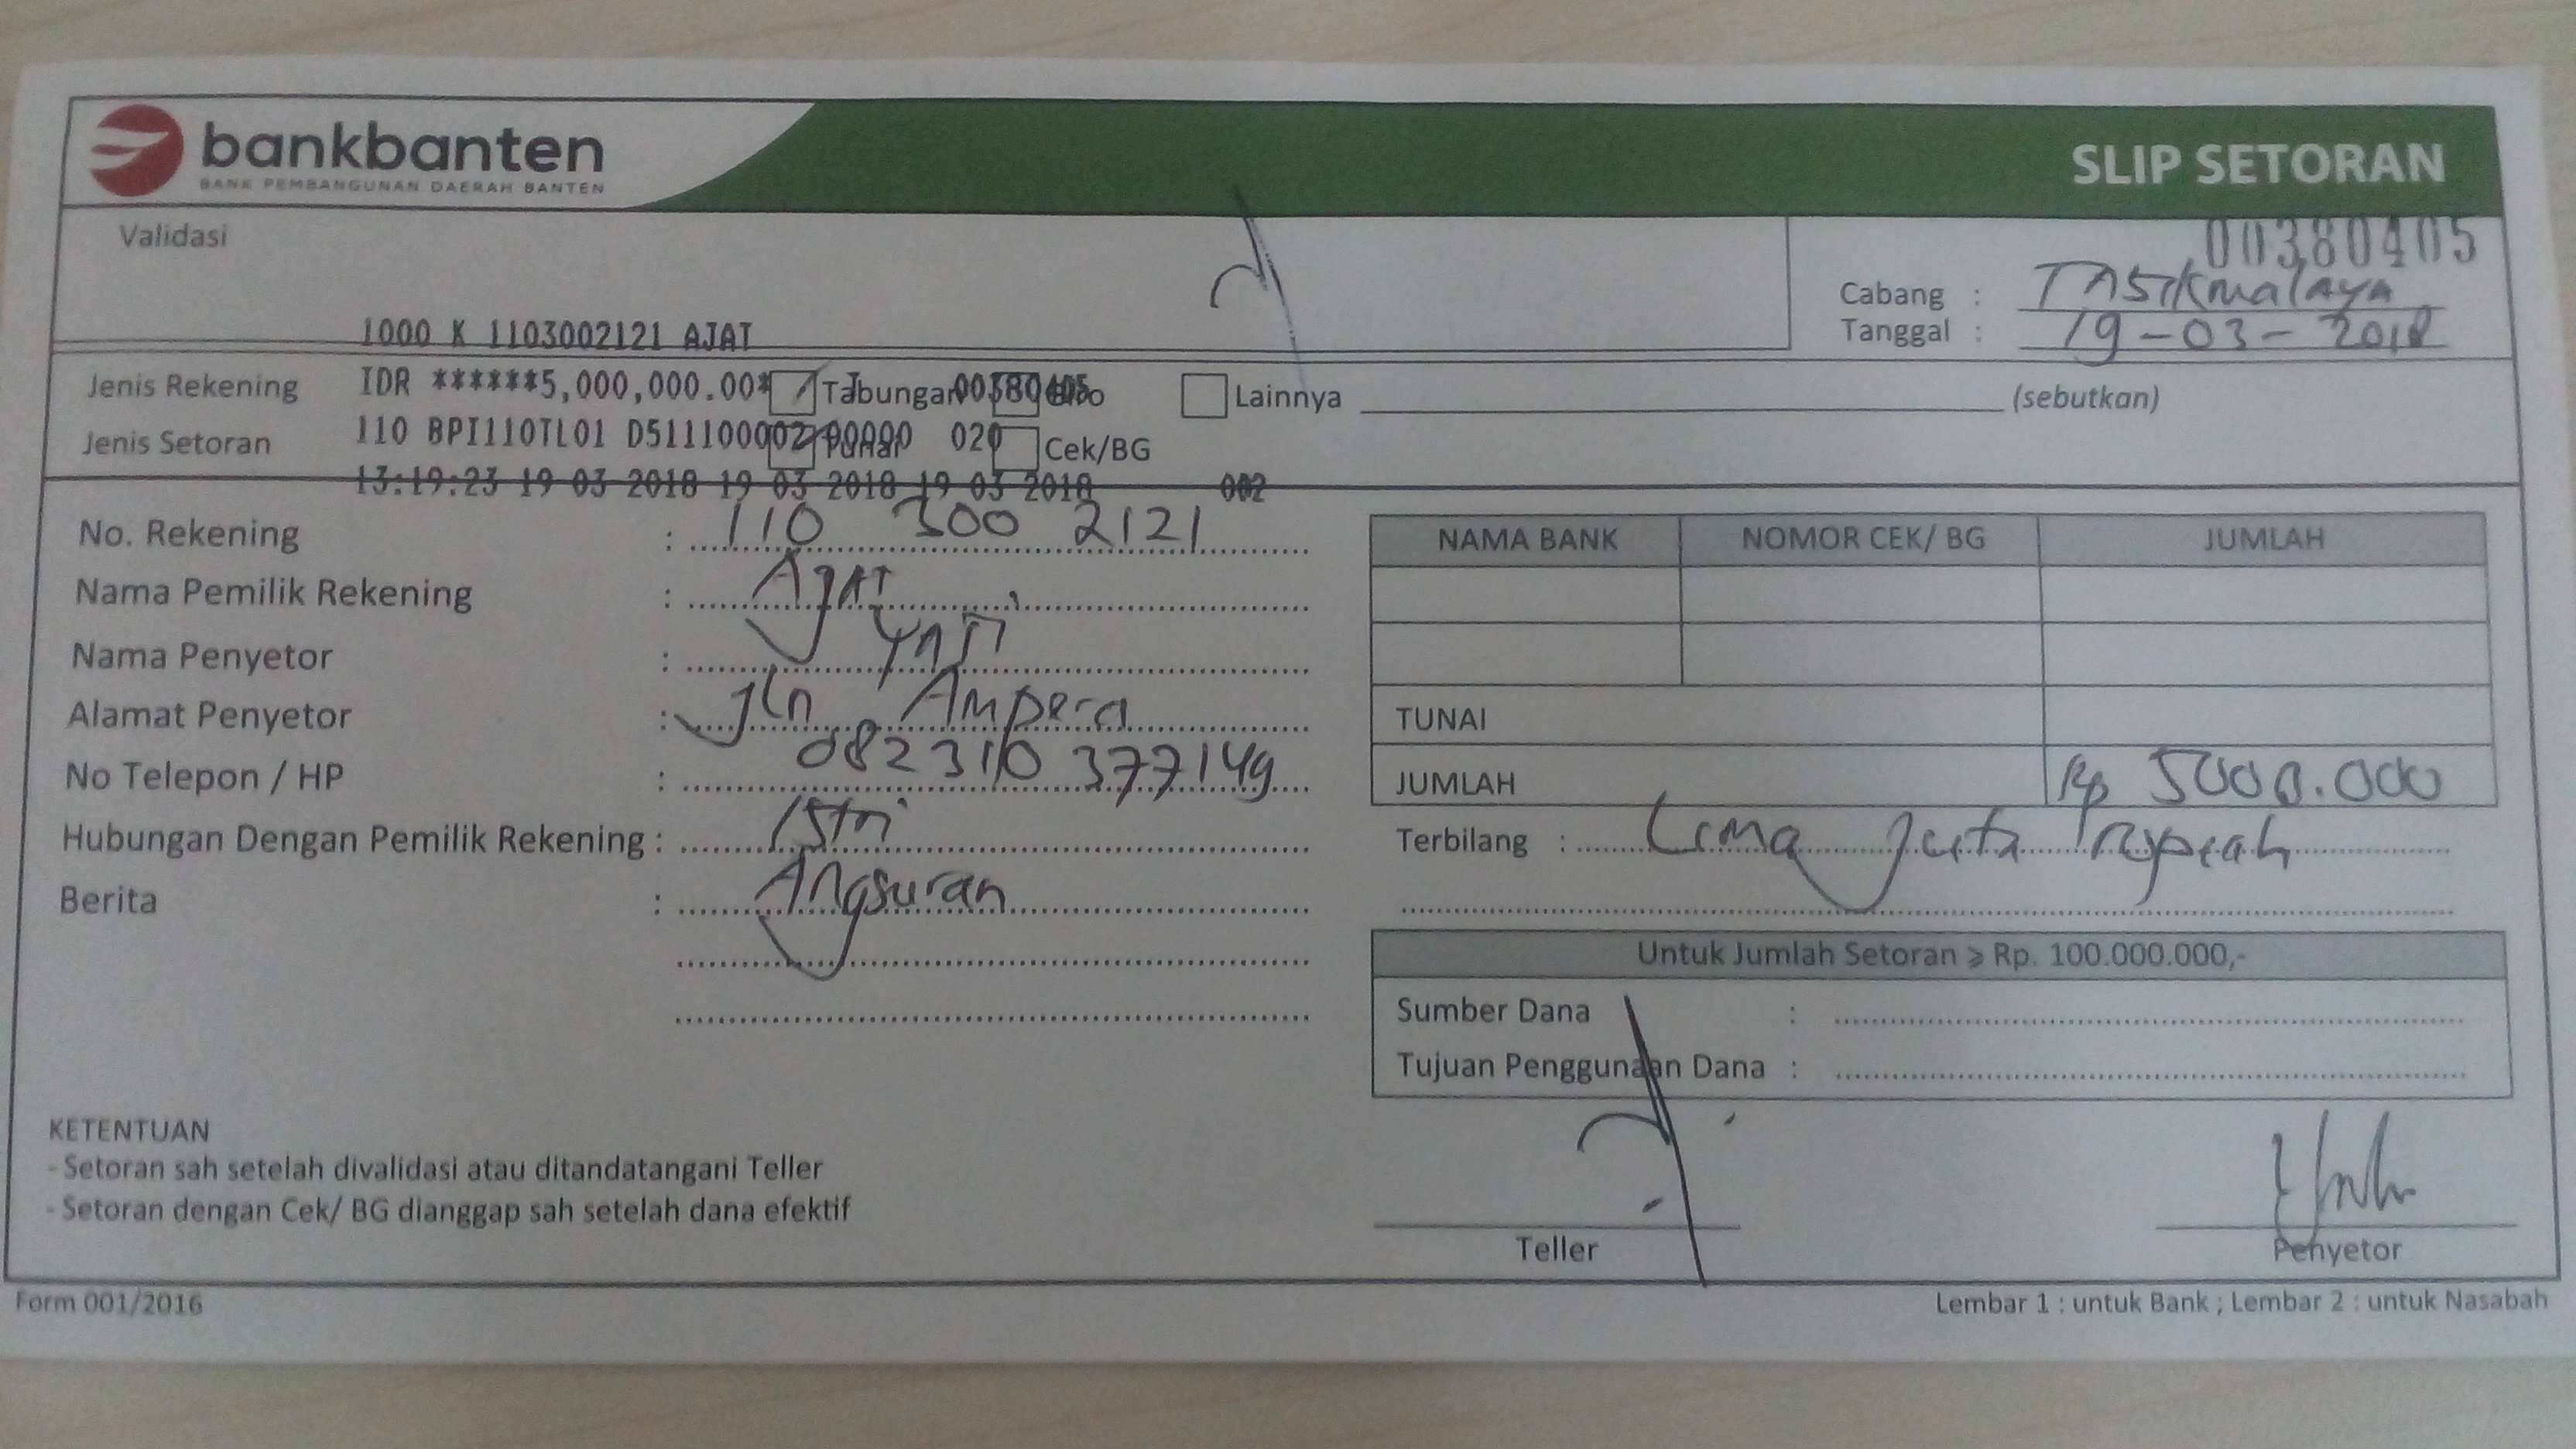 bankbanten
BANK PEMBANGUNAN DAERAH BANTEN
SLIP SETORAN
Validasi
00380405
Cabang : TASIKmalAYA
Tanggal : 19-03-2018
1000 K 1103002121 AJAT
Jenis Rekening IDR ******5,000,000.00* Tabungan 00380405 Giro Lainnya (sebutkan)
Jenis Setoran 110 BPI110TL01 D511100002 00000 020 Tunai Cek/BG
13:19:23 19 03 2018 19 03 2018 19 03 2018 002
No. Rekening : 110 300 2121
Nama Pemilik Rekening : AJAT
Nama Penyetor :
Alamat Penyetor : Jln Ampera
No Telepon / HP : 082310377149
Hubungan Dengan Pemilik Rekening : Istri
Berita : Angsuran
NAMA BANK NOMOR CEK/ BG JUMLAH
TUNAI
JUMLAH Rp 5000.000
Terbilang : Lima Juta Rupiah
Untuk Jumlah Setoran ⩾ Rp. 100.000.000,-
Sumber Dana :
Tujuan Penggunaan Dana :
KETENTUAN
- Setoran sah setelah divalidasi atau ditandatangani Teller
- Setoran dengan Cek/ BG dianggap sah setelah dana efektif
Teller
Penyetor
Form 001/2016
Lembar 1 : untuk Bank ; Lembar 2 : untuk Nasabah